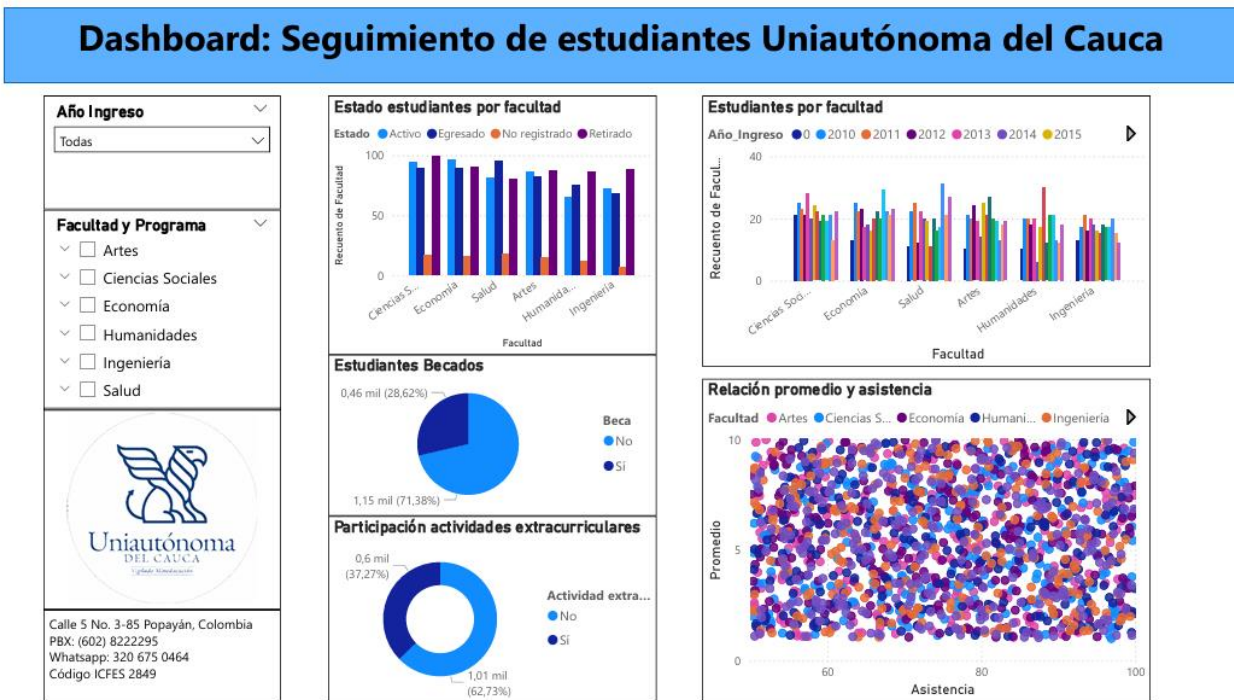 Dashboard: Seguimiento de estudiantes Uniautónoma del Cauca
Año Ingreso
Todas
Facultad y Programa
Artes
Ciencias Sociales
Economía
Humanidades
Ingeniería
Salud
Uniautónoma
DEL CAUCA
Calle 5 No. 3-85 Popayán, Colombia
PBX: (602) 8222295
Whatsapp: 320 675 0464
Código ICFES 2849
Estado estudiantes por facultad
Estado Activo Egresado No registrado Retirado
Recuento de Facultad
100
50
0
Ciencias S... Economía Salud Artes Humanida... Ingeniería
Facultad
Estudiantes Becados
0,46 mil (28,62%)
1,15 mil (71,38%)
Beca
No
Sí
Participación actividades extracurriculares
0,6 mil
(37,27%)
1,01 mil
(62,73%)
Actividad extra...
No
Sí
Estudiantes por facultad
Año_Ingreso 0 2010 2011 2012 2013 2014 2015
Recuento de Facul...
40
20
0
Ciencias Soci... Economía Salud Artes Humanidades Ingeniería
Facultad
Relación promedio y asistencia
Facultad Artes Ciencias S... Economía Humani... Ingeniería
Promedio
10
5
0
60 80 100
Asistencia